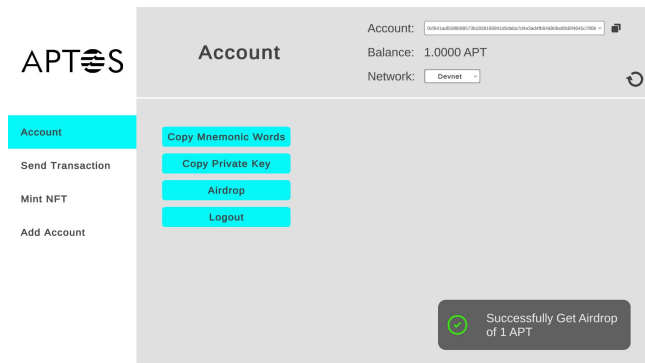 APTOS
Account
Account:
Balance: 1.0000 APT
Network: Devnet
Account
Send Transaction
Mint NFT
Add Account
Copy Mnemonic Words
Copy Private Key
Airdrop
Logout
Successfully Get Airdrop
of 1 APT